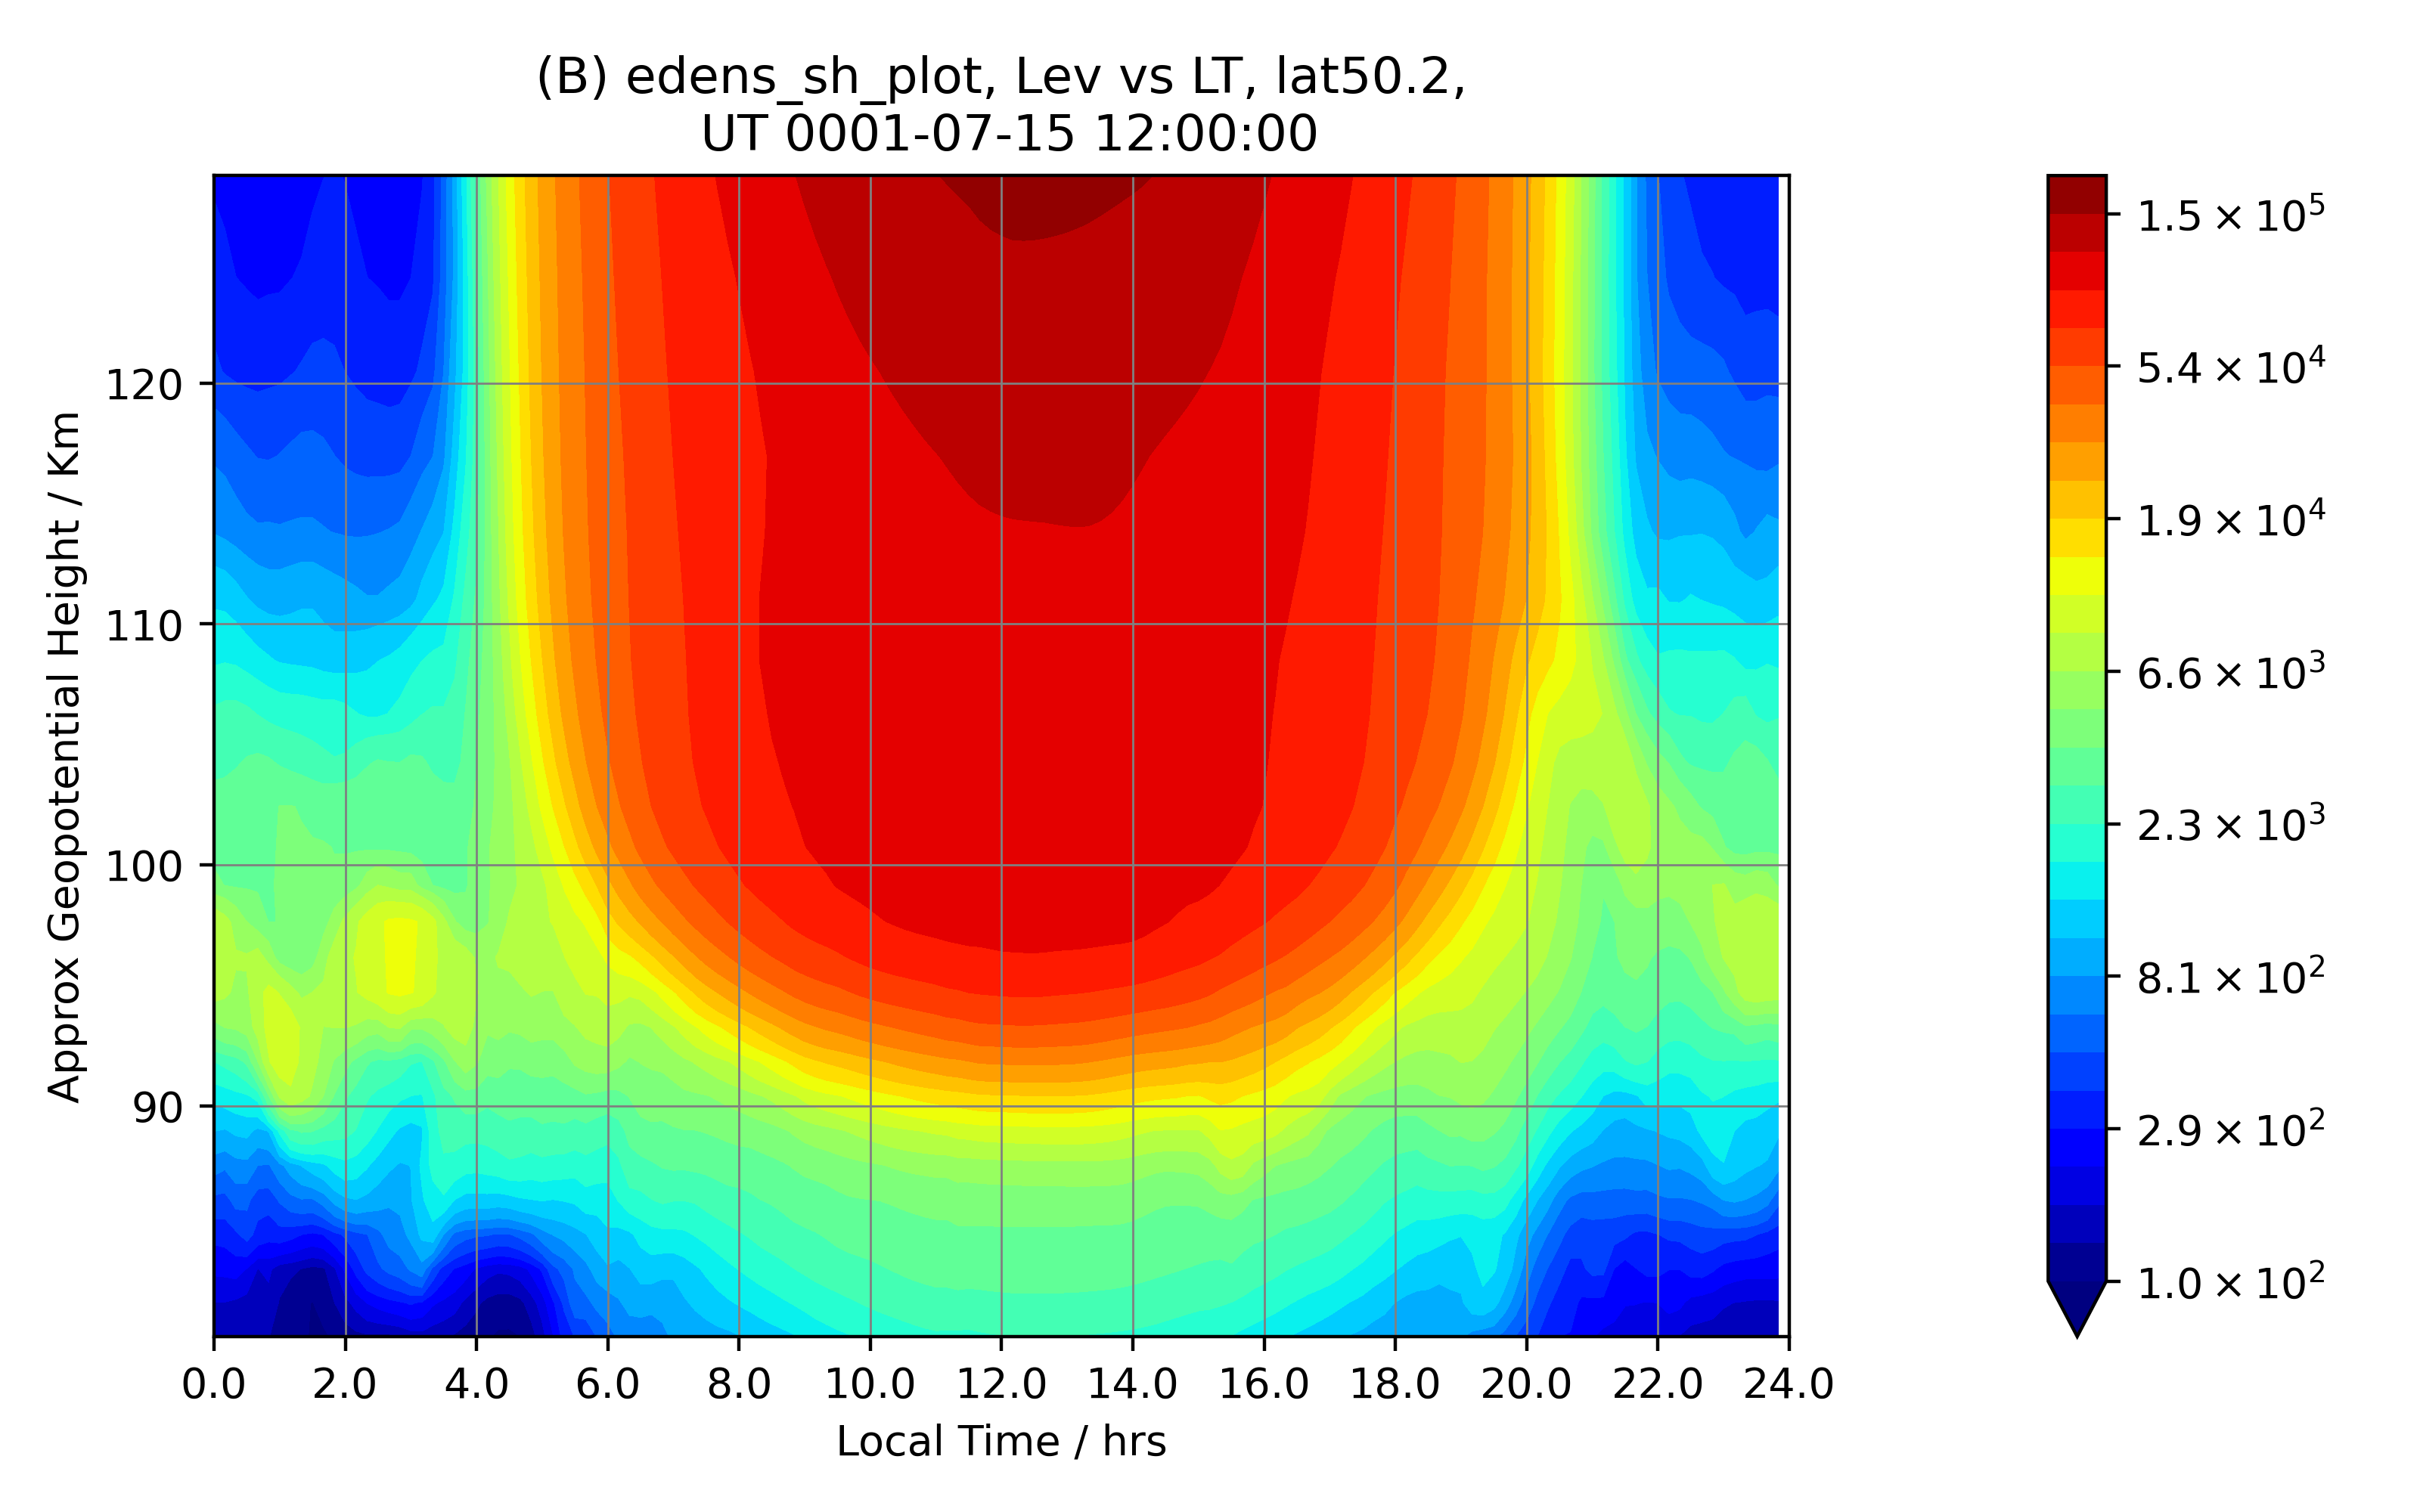 (B) edens_sh_plot, Lev vs LT, lat50.2,
UT 0001-07-15 12:00:00
Approx Geopotential Height / Km
120
110
100
90
0.0 2.0 4.0 6.0 8.0 10.0 12.0 14.0 16.0 18.0 20.0 22.0 24.0
Local Time / hrs
1.5 × 10⁵
5.4 × 10⁴
1.9 × 10⁴
6.6 × 10³
2.3 × 10³
8.1 × 10²
2.9 × 10²
1.0 × 10²